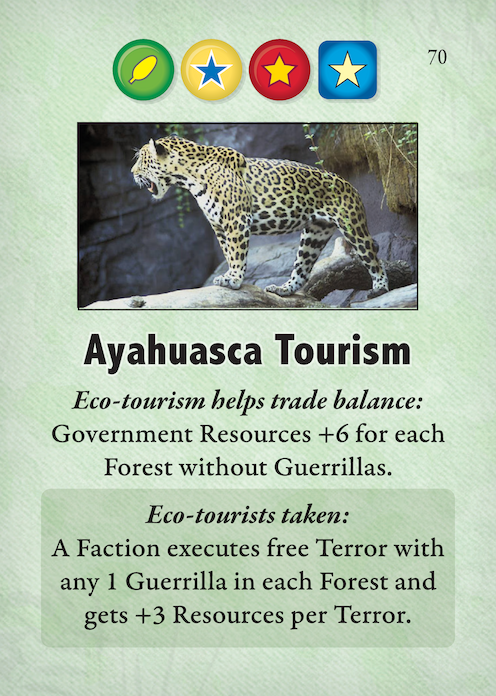 70
Ayahuasca Tourism
Eco-tourism helps trade balance:
Government Resources +6 for each
Forest without Guerrillas.
Eco-tourists taken:
A Faction executes free Terror with
any 1 Guerrilla in each Forest and
gets +3 Resources per Terror.